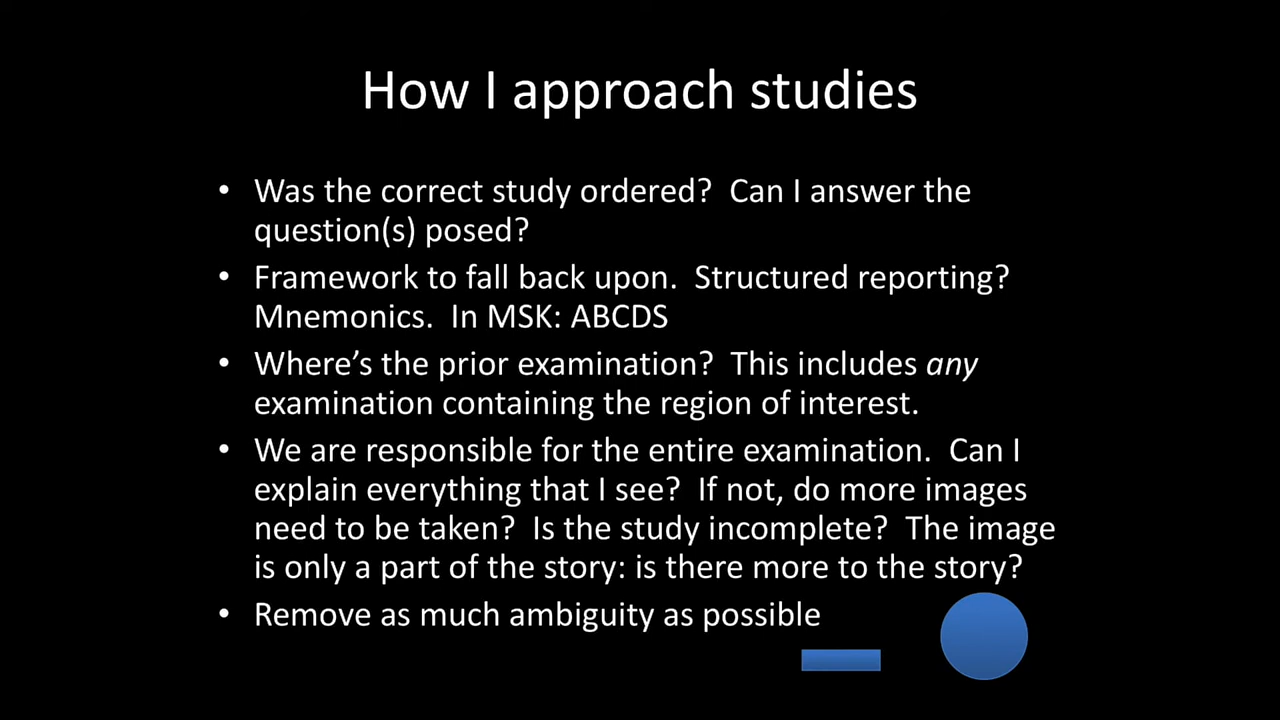 How I approach studies
• Was the correct study ordered?  Can I answer the
question(s) posed?
• Framework to fall back upon.  Structured reporting?
Mnemonics.  In MSK: ABCDS
• Where’s the prior examination?  This includes any
examination containing the region of interest.
• We are responsible for the entire examination.  Can I
explain everything that I see?  If not, do more images
need to be taken?  Is the study incomplete?  The image
is only a part of the story: is there more to the story?
• Remove as much ambiguity as possible